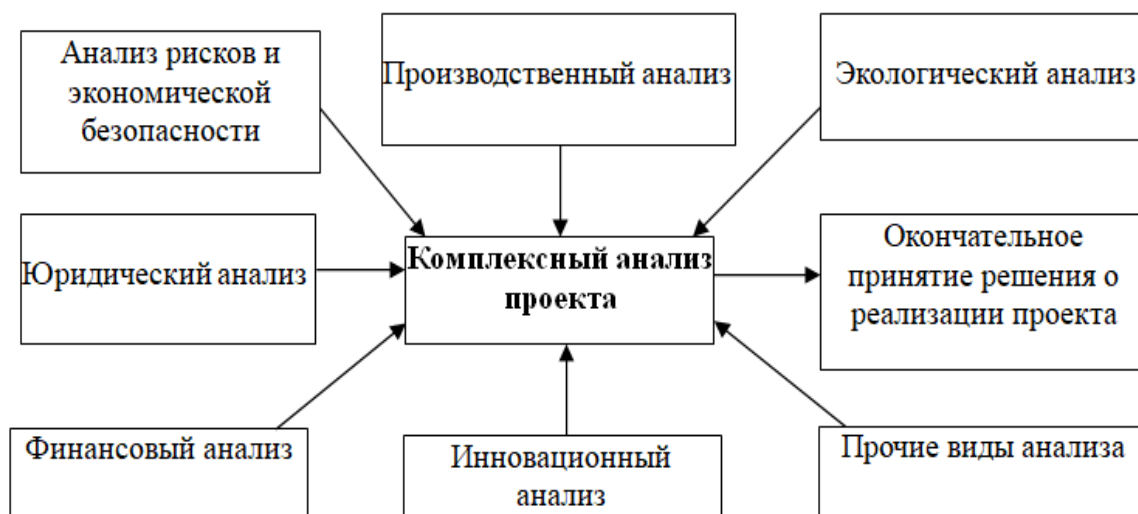 Анализ рисков и
экономической
безопасности
Производственный анализ
Экологический анализ
Юридический анализ
Комплексный анализ
проекта
Окончательное
принятие решения о
реализации проекта
Финансовый анализ
Инновационный
анализ
Прочие виды анализа